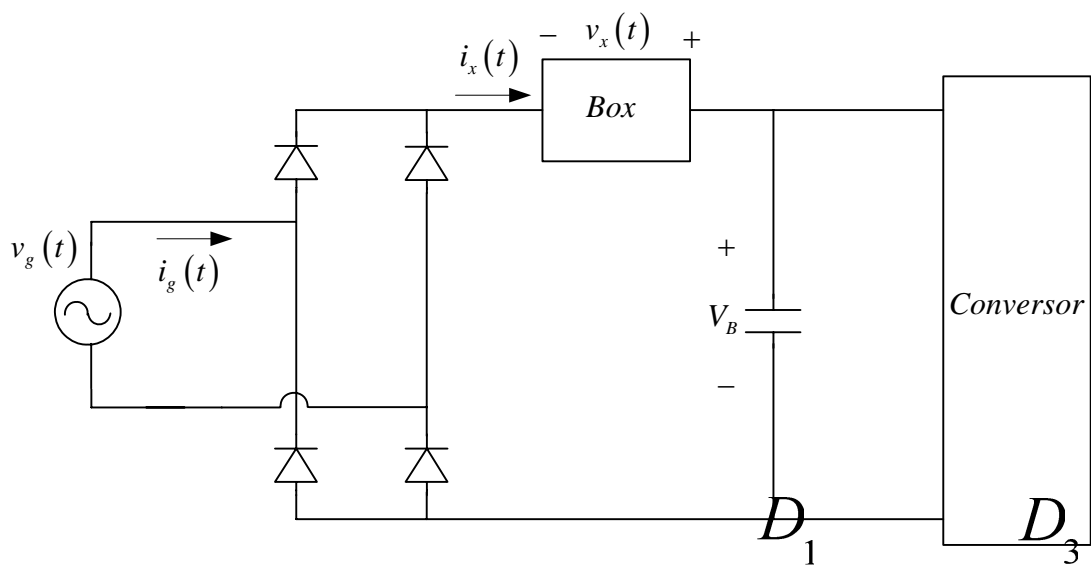 − v_x(t) +
i_x(t)
Box
v_g(t)
i_g(t)
+
V_B
−
Conversor
D_1
D_3